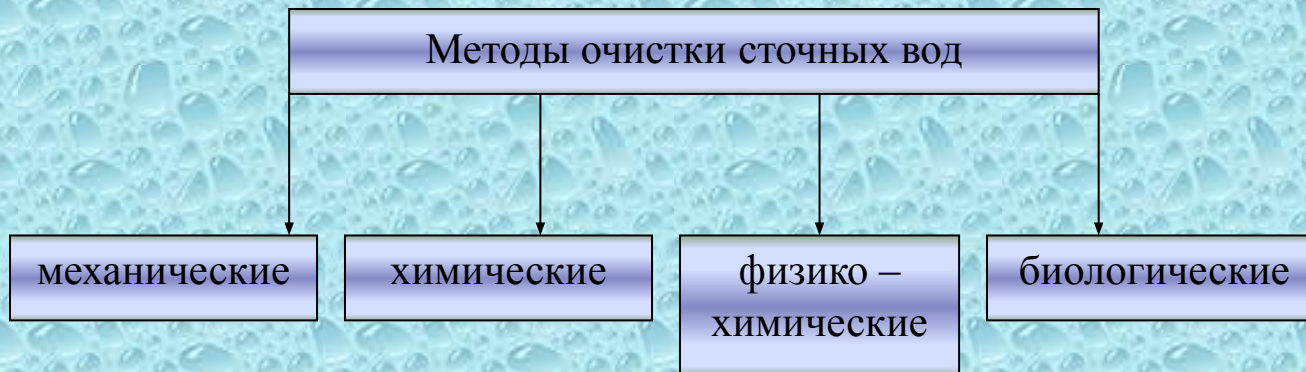 Методы очистки сточных вод
механические
химические
физико –
химические
биологические